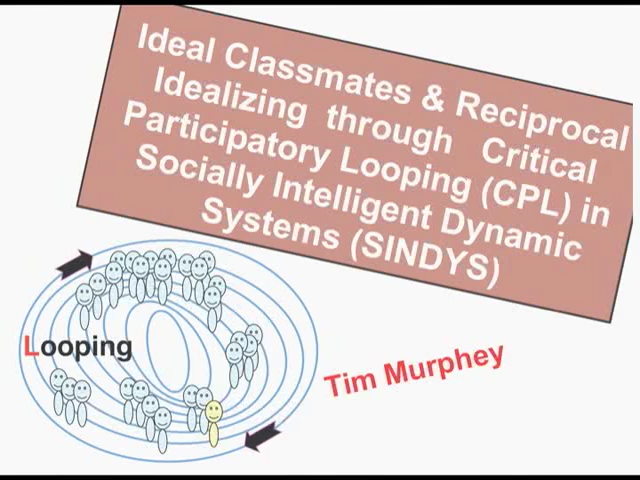 Ideal Classmates & Reciprocal
Idealizing through Critical
Participatory Looping (CPL) in
Socially Intelligent Dynamic
Systems (SINDYS)
Looping
Tim Murphey